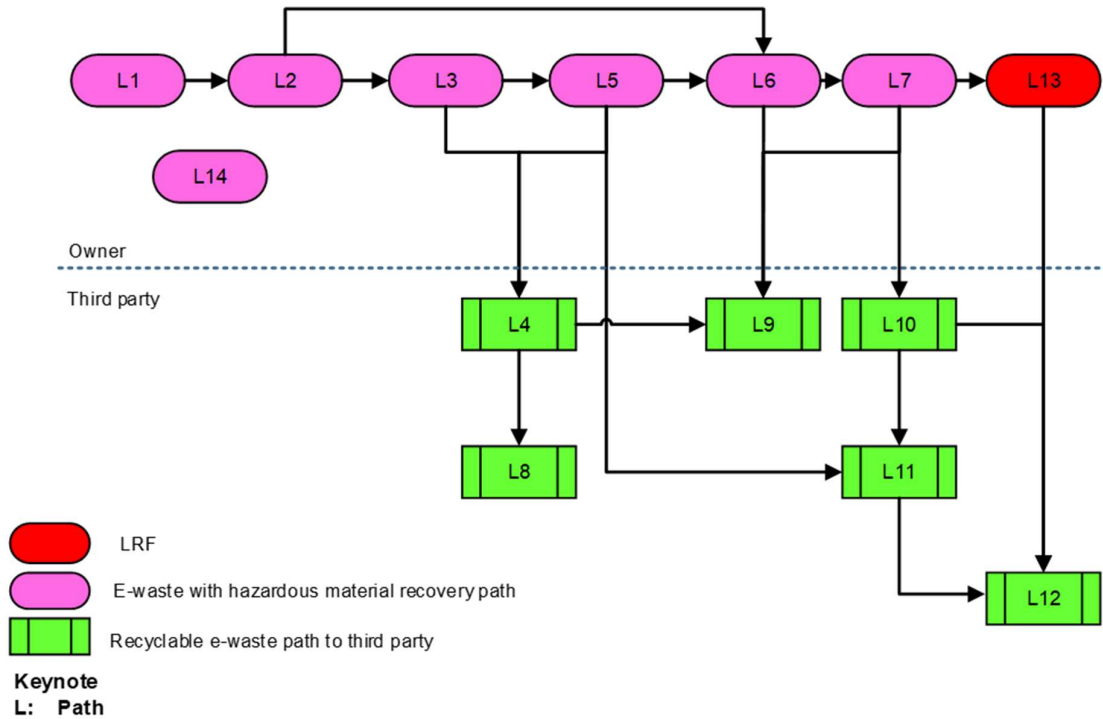 L1
L2
L3
L5
L6
L7
L13
L14
Owner
Third party
L4
L9
L10
L8
L11
L12
LRF
E-waste with hazardous material recovery path
Recyclable e-waste path to third party
Keynote
L: Path